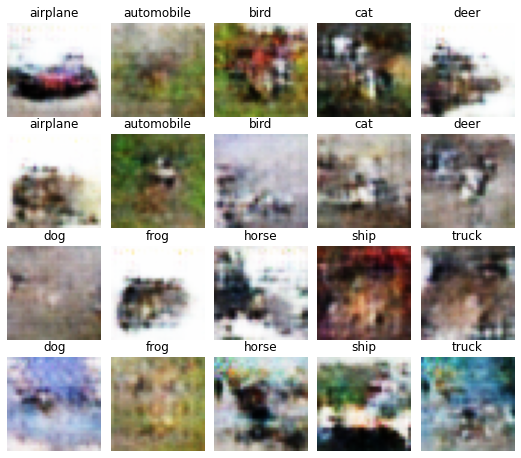 airplane automobile bird cat deer
airplane automobile bird cat deer
dog frog horse ship truck
dog frog horse ship truck